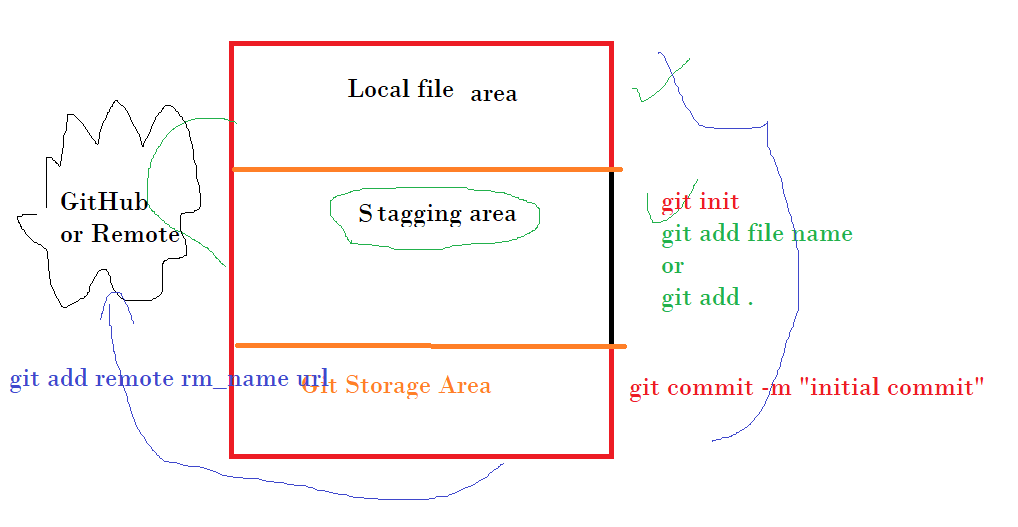 Local file area
GitHub
or Remote
Stagging area
git init
git add file name
or
git add .
git add remote rm_name url
Git Storage Area
git commit -m "initial commit"